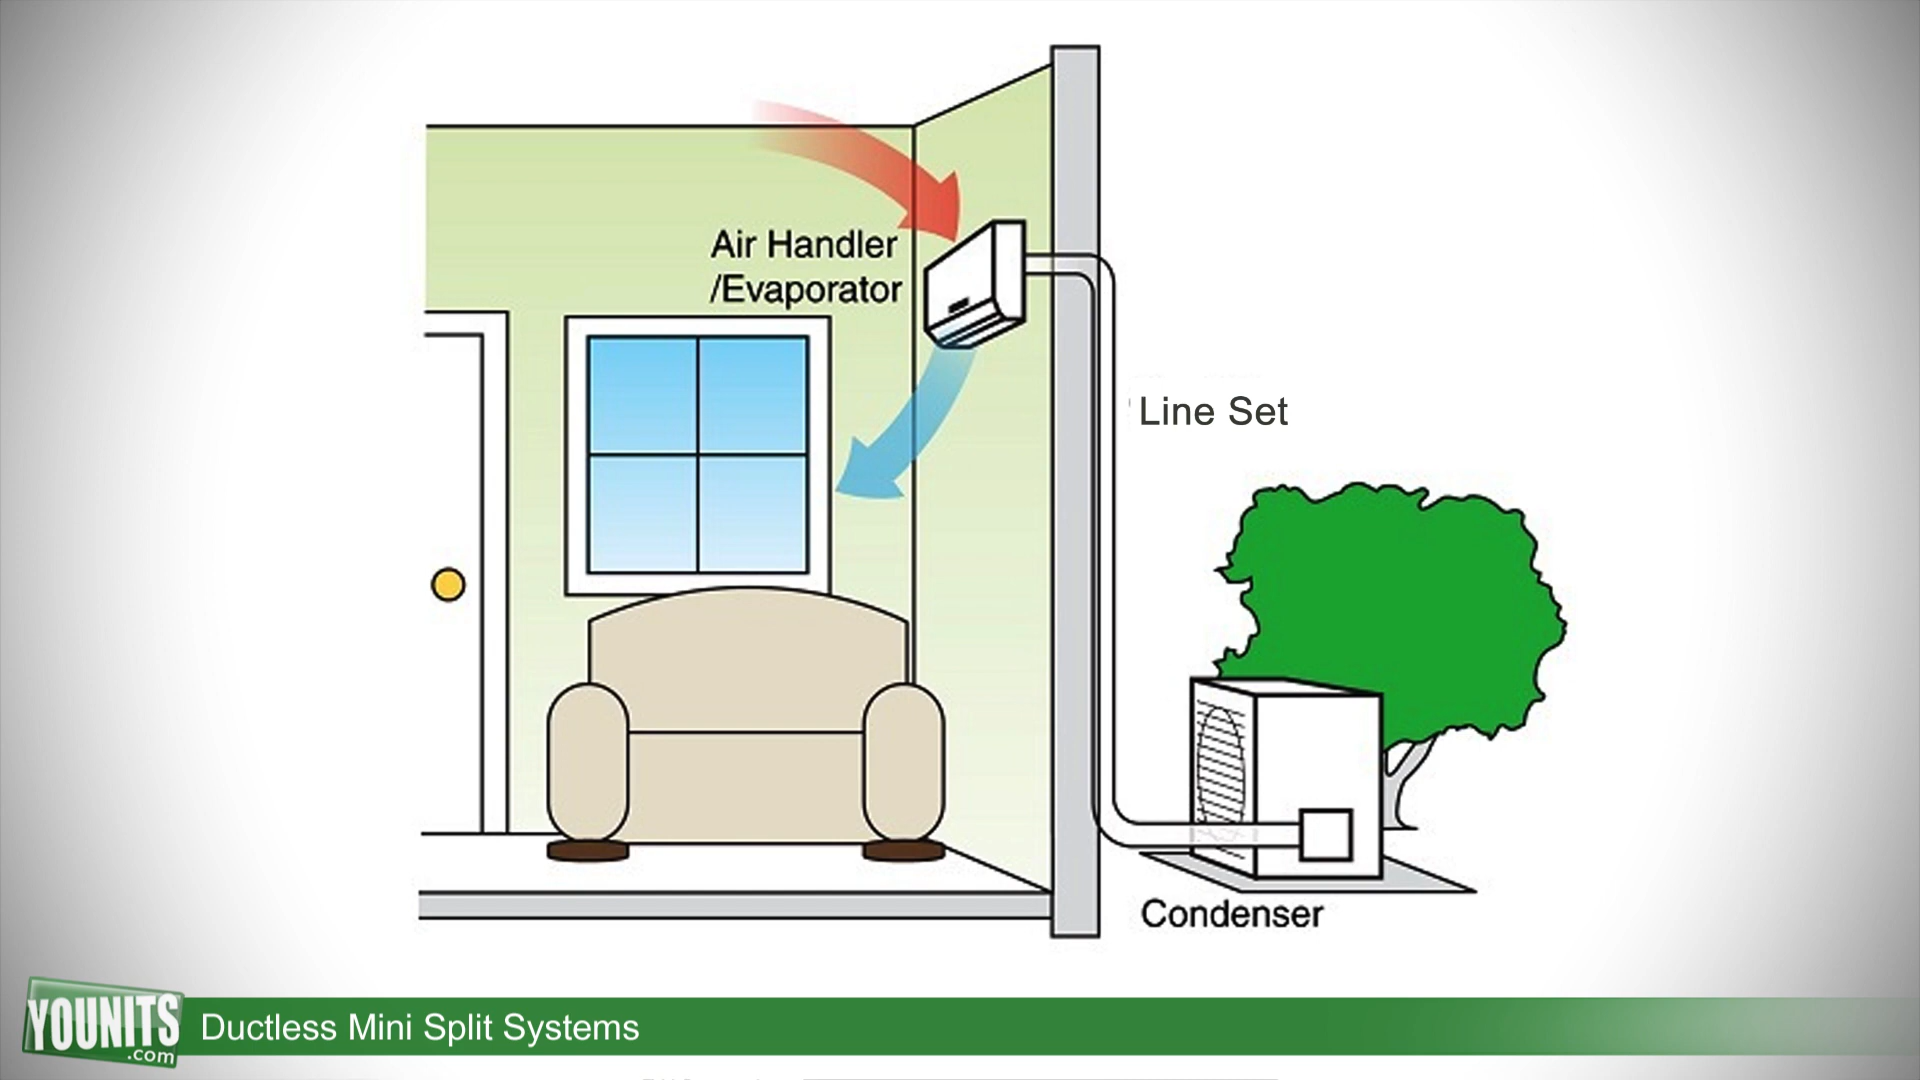 Air Handler
/Evaporator
Line Set
Condenser
YOUNITS
.com
Ductless Mini Split Systems